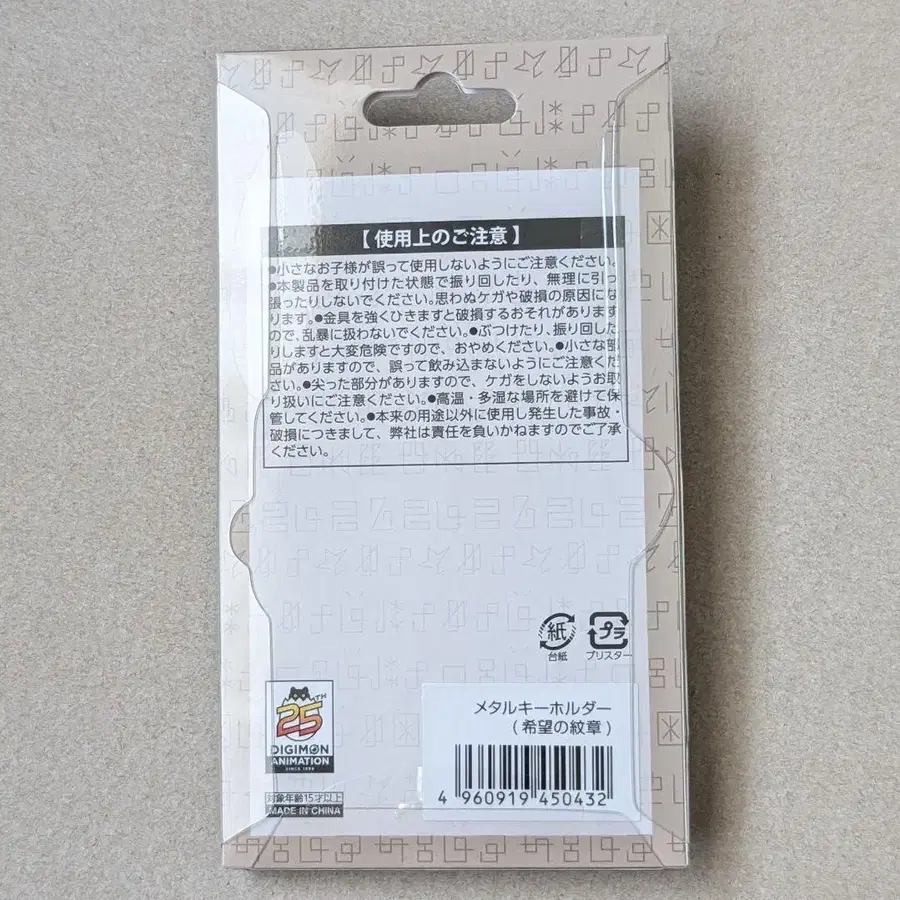 【使用上のご注意】
●小さなお子様が誤って使用しないようにご注意ください。
●本製品を取り付けた状態で振り回したり、無理に引っ
張ったりしないでください。思わぬケガや破損の原因にな
ります。●金具を強くひきますと破損するおそれがあります
ので、乱暴に扱わないでください。●ぶつけたり、振り回した
りしますと大変危険ですので、おやめください。●小さな部
品がありますので、誤って飲み込まないようにご注意くだ
さい。●尖った部分がありますので、ケガをしないようお取
り扱いにご注意ください。●高温・多湿な場所を避けて保
管してください。●本来の用途以外に使用し発生した事故・
破損につきまして、弊社は責任を負いかねますのでご了承
ください。
紙
台紙
プラ
ブリスター
25TH
DIGIMON
ANIMATION
SINCE 1999
対象年齢15才以上
MADE IN CHINA
メタルキーホルダー
(希望の紋章)
4 960919 450432